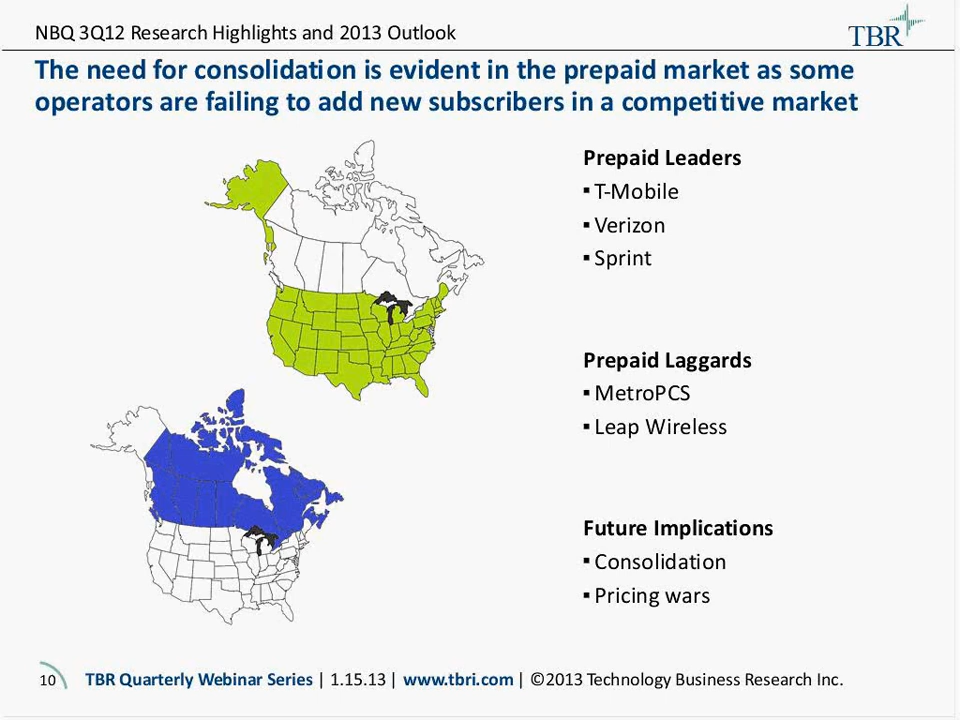 NBQ 3Q12 Research Highlights and 2013 Outlook
TBR
The need for consolidation is evident in the prepaid market as some
operators are failing to add new subscribers in a competitive market
Prepaid Leaders
▪ T-Mobile
▪ Verizon
▪ Sprint
Prepaid Laggards
▪ MetroPCS
▪ Leap Wireless
Future Implications
▪ Consolidation
▪ Pricing wars
10 TBR Quarterly Webinar Series | 1.15.13 | www.tbri.com | ©2013 Technology Business Research Inc.